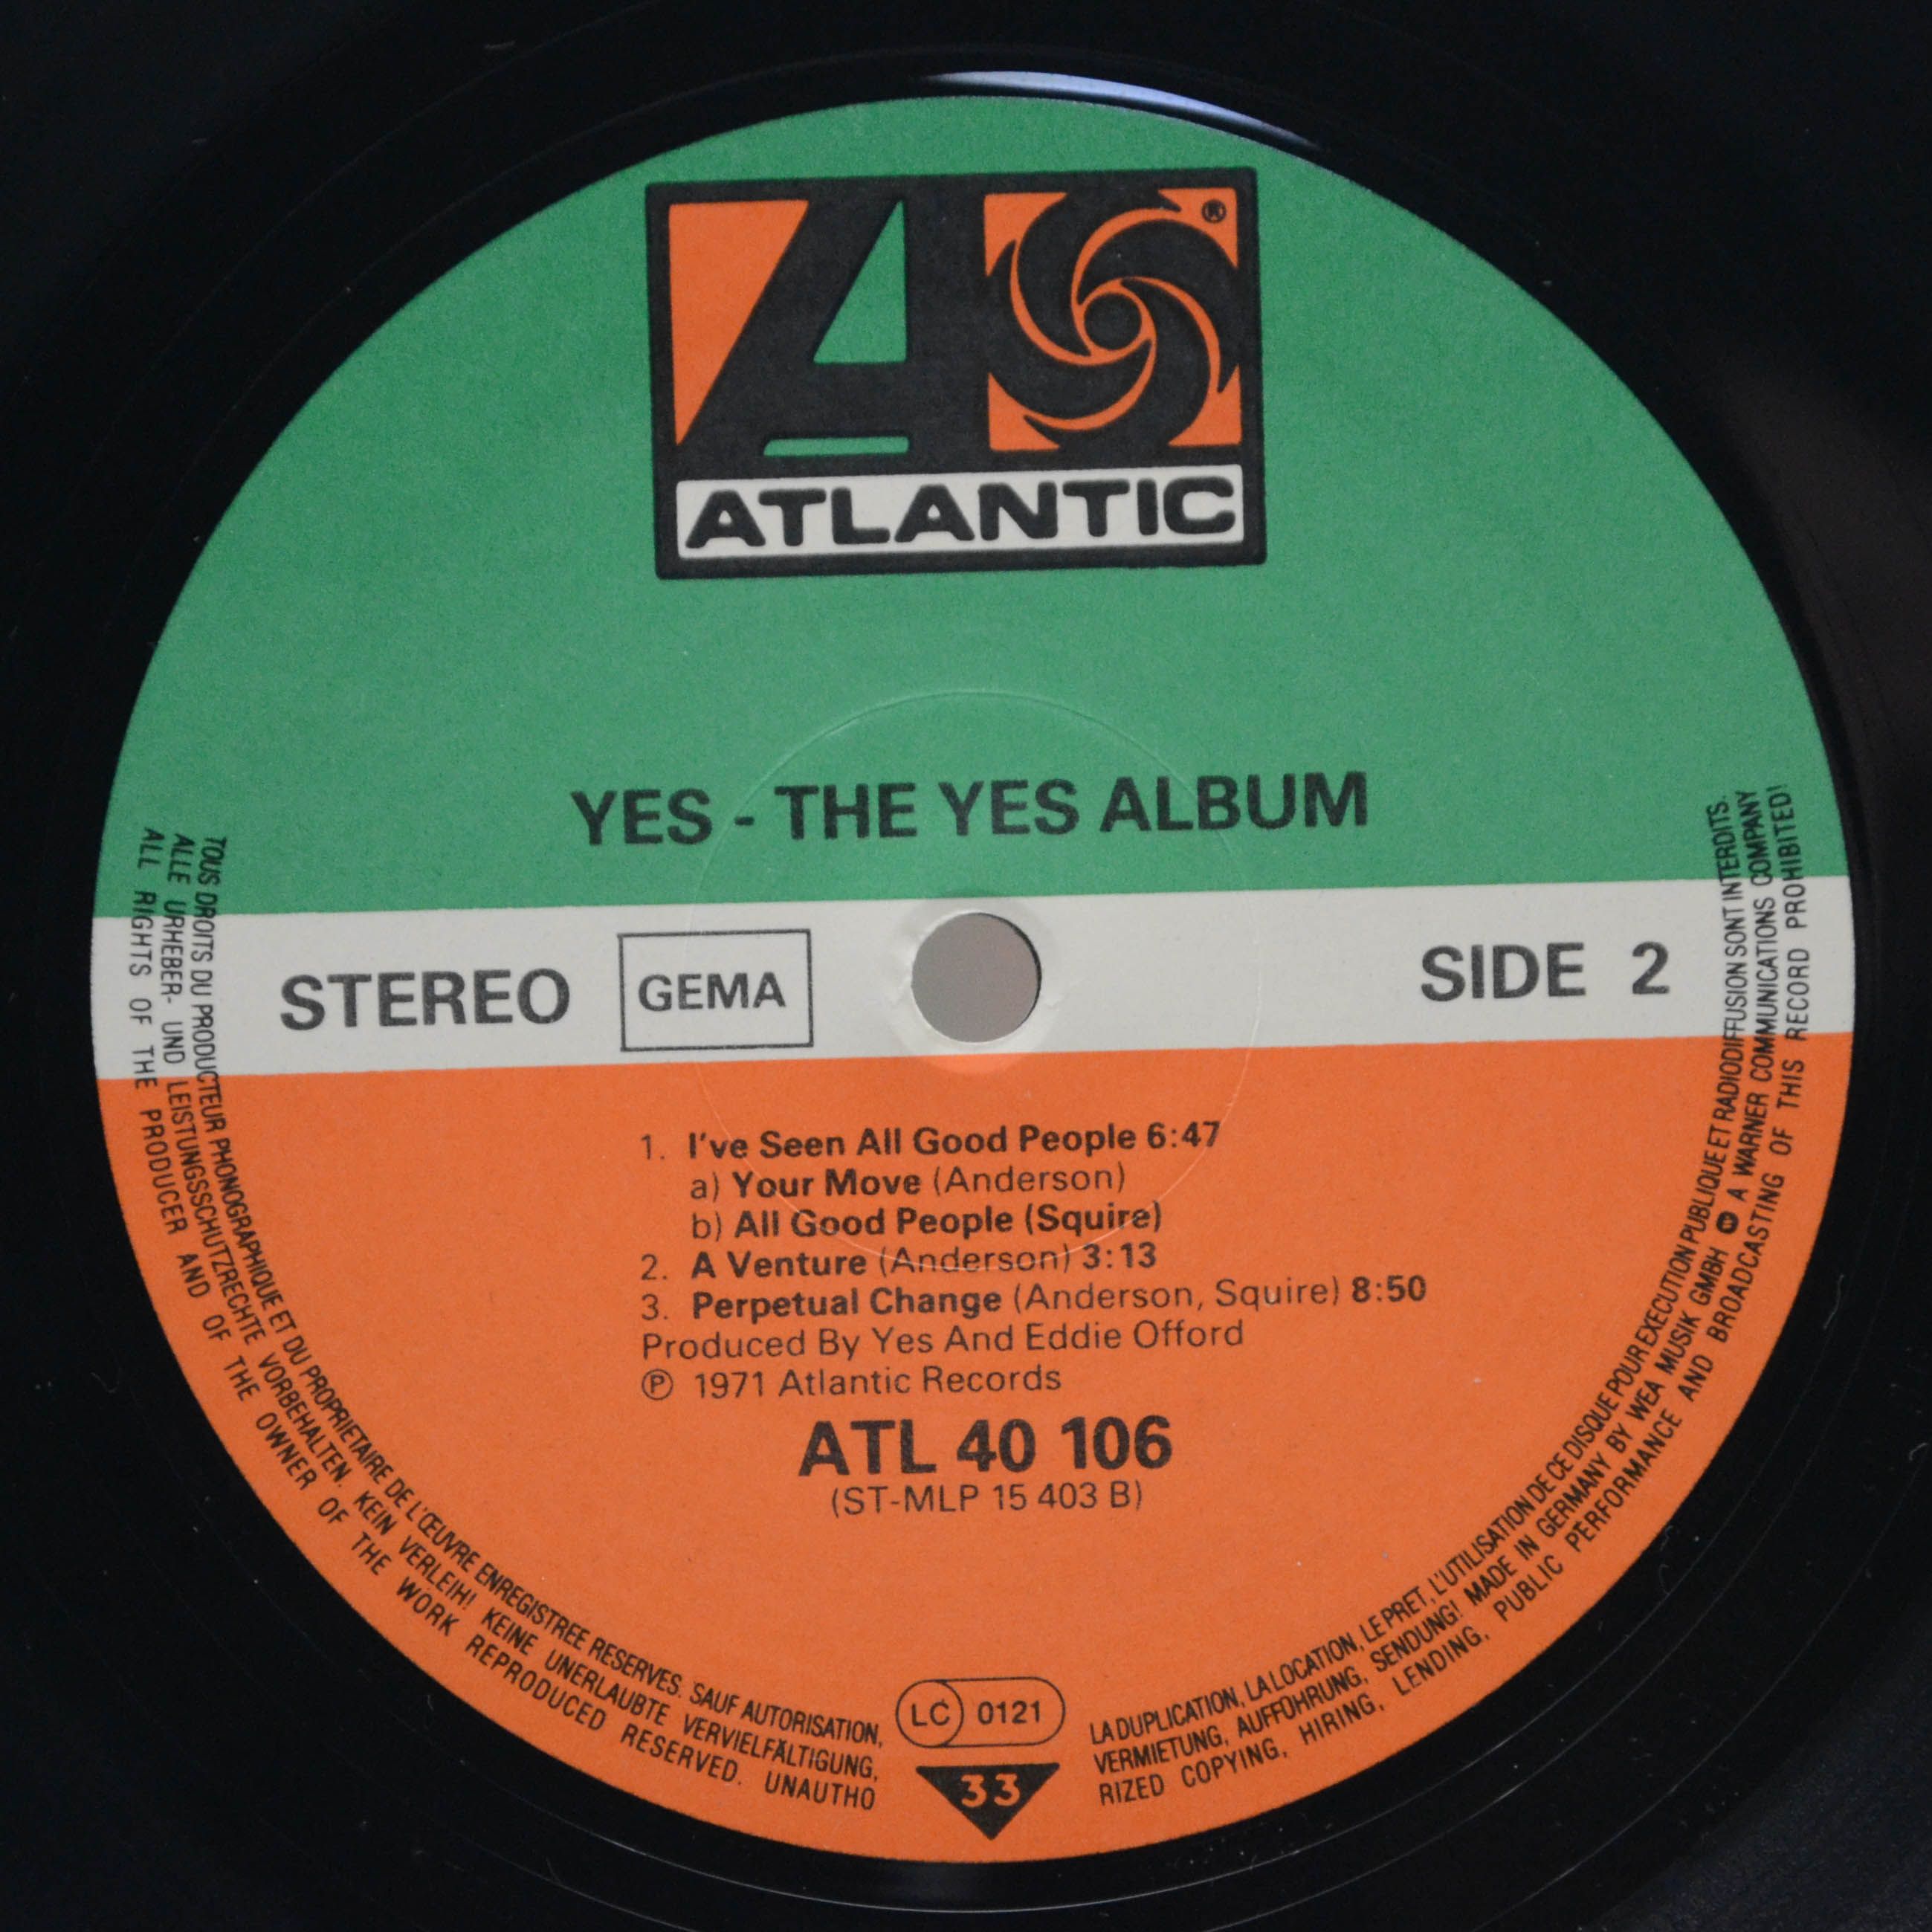 ®
ATLANTIC
YES - THE YES ALBUM
STEREO GEMA SIDE 2
1. I've Seen All Good People 6:47
a) Your Move (Anderson)
b) All Good People (Squire)
2. A Venture (Anderson) 3:13
3. Perpetual Change (Anderson, Squire) 8:50
Produced By Yes And Eddie Offord
℗ 1971 Atlantic Records
ATL 40 106
(ST-MLP 15 403 B)
LC 0121
33
TOUS DROITS DU PRODUCTEUR PHONOGRAPHIQUE ET DU PROPRIETAIRE DE L'ŒUVRE ENREGISTREE RESERVES. SAUF AUTORISATION, LA DUPLICATION, LA LOCATION, LE PRET, L'UTILISATION DE CE DISQUE POUR EXECUTION PUBLIQUE ET RADIODIFFUSION SONT INTERDITS.
ALLE URHEBER- UND LEISTUNGSSCHUTZRECHTE VORBEHALTEN. KEIN VERLEIH! KEINE UNERLAUBTE VERVIELFÄLTIGUNG, VERMIETUNG, AUFFÜHRUNG, SENDUNG! MADE IN GERMANY BY WEA MUSIK GMBH A WARNER COMMUNICATIONS COMPANY
ALL RIGHTS OF THE PRODUCER AND OF THE OWNER OF THE WORK REPRODUCED RESERVED. UNAUTHO RIZED COPYING, HIRING, LENDING, PUBLIC PERFORMANCE AND BROADCASTING OF THIS RECORD PROHIBITED!